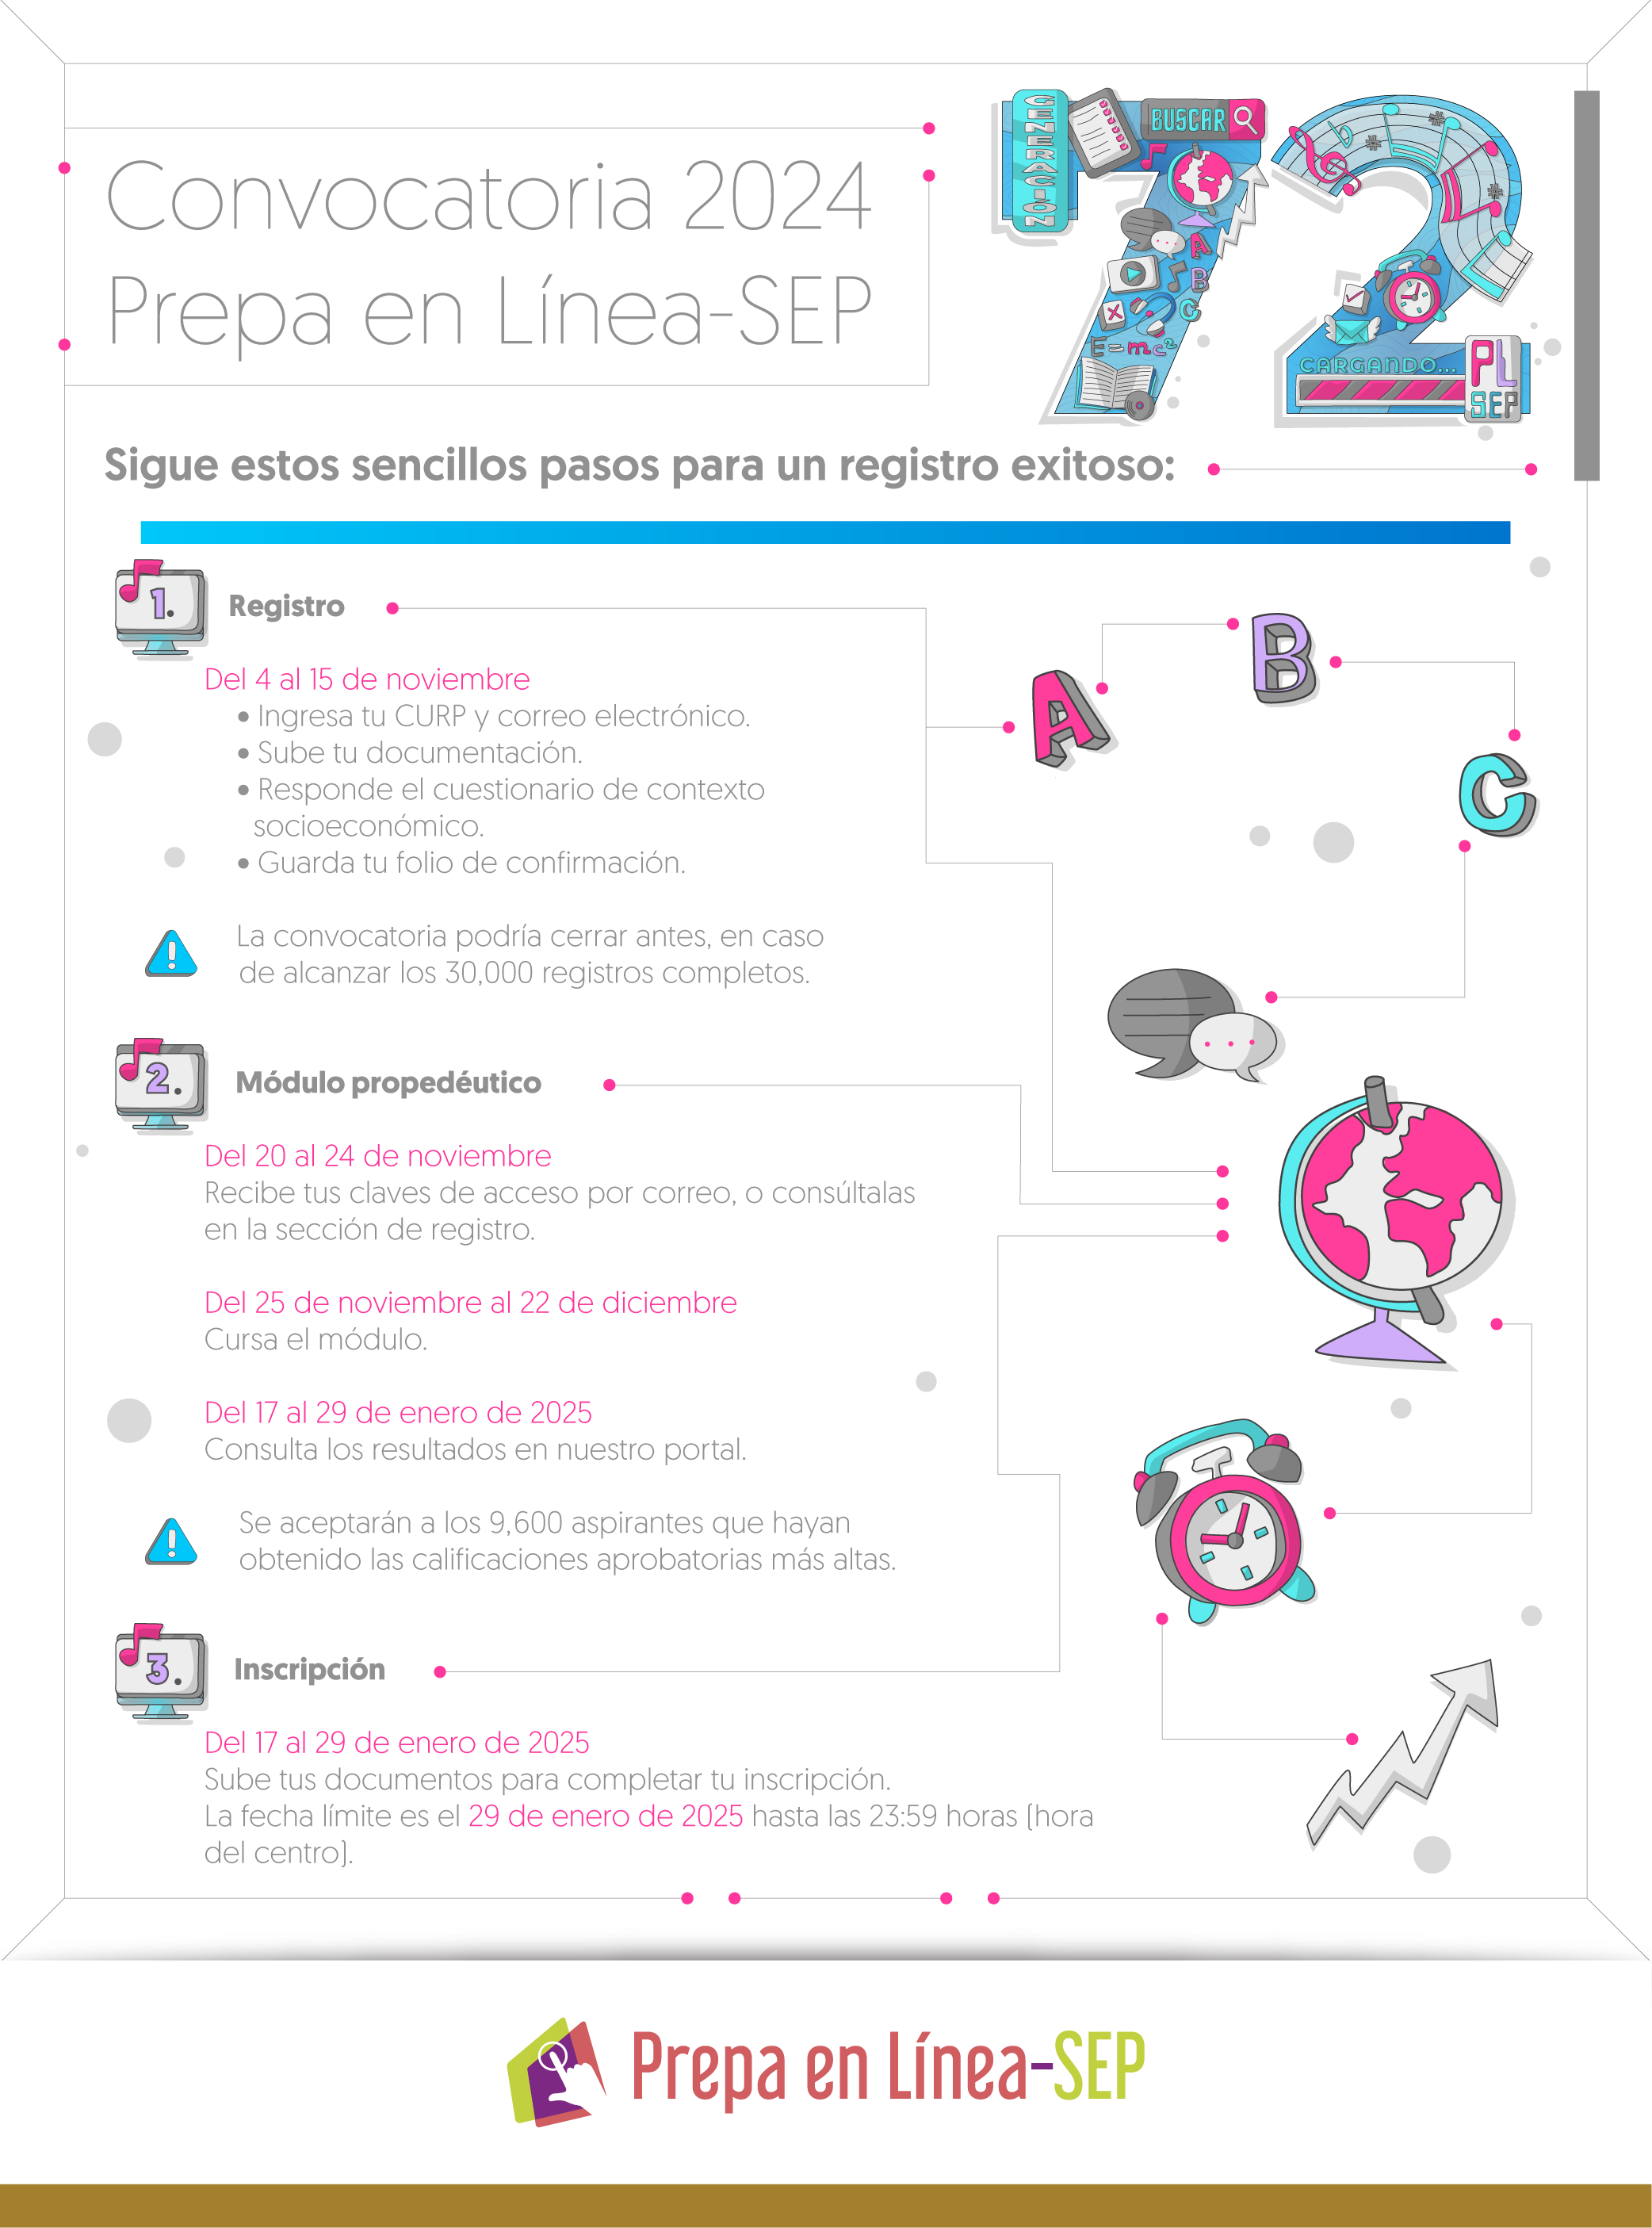 Convocatoria 2024
Prepa en Línea-SEP
GENERACIÓN
BUSCAR
A
B
C
E=mc²
CARGANDO...
PL
SEP
Sigue estos sencillos pasos para un registro exitoso:
1.
Registro
Del 4 al 15 de noviembre
• Ingresa tu CURP y correo electrónico.
• Sube tu documentación.
• Responde el cuestionario de contexto
socioeconómico.
• Guarda tu folio de confirmación.
La convocatoria podría cerrar antes, en caso
de alcanzar los 30,000 registros completos.
A
B
C
2.
Módulo propedéutico
Del 20 al 24 de noviembre
Recibe tus claves de acceso por correo, o consúltalas
en la sección de registro.
Del 25 de noviembre al 22 de diciembre
Cursa el módulo.
Del 17 al 29 de enero de 2025
Consulta los resultados en nuestro portal.
Se aceptarán a los 9,600 aspirantes que hayan
obtenido las calificaciones aprobatorias más altas.
3.
Inscripción
Del 17 al 29 de enero de 2025
Sube tus documentos para completar tu inscripción.
La fecha límite es el 29 de enero de 2025 hasta las 23:59 horas (hora
del centro).
Prepa en Línea-SEP